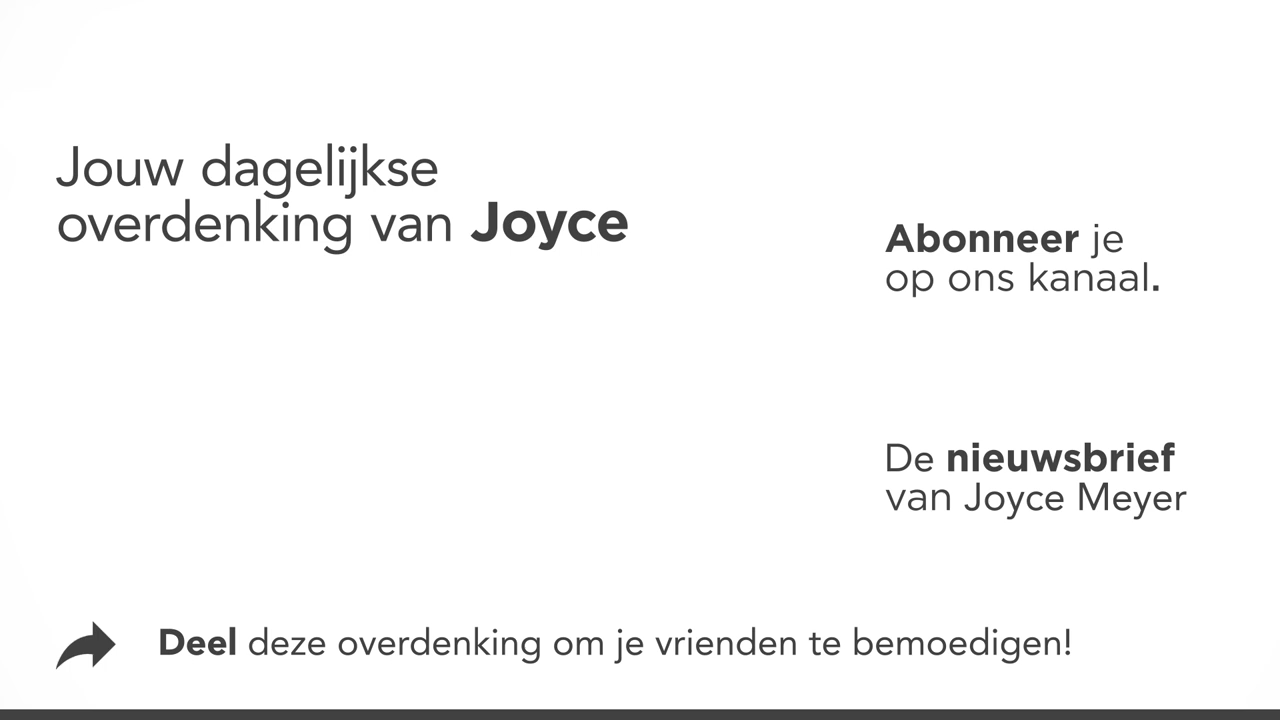 Jouw dagelijkse
overdenking van Joyce
Abonneer je
op ons kanaal.
De nieuwsbrief
van Joyce Meyer
Deel deze overdenking om je vrienden te bemoedigen!